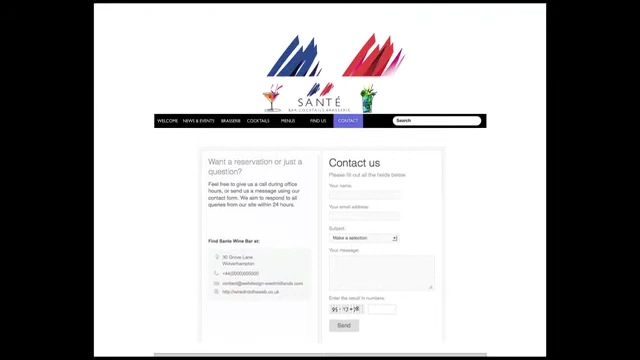 SANTÉ
BAR.COCKTAILS.BRASSERIE
WELCOME NEWS & EVENTS BRASSERIE COCKTAILS MENUS FIND US CONTACT Search
Want a reservation or just a question?
Feel free to give us a call during office
hours, or send us a message using our
contact form. We aim to respond to all
queries from our site within 24 hours.
Find Sante Wine Bar at:
30 Grove Lane
Wolverhampton
Contact us
Please fill out all the fields below
Your name:
Your email address:
Subject:
Make a selection
Your message:
Enter the result in numbers:
Send